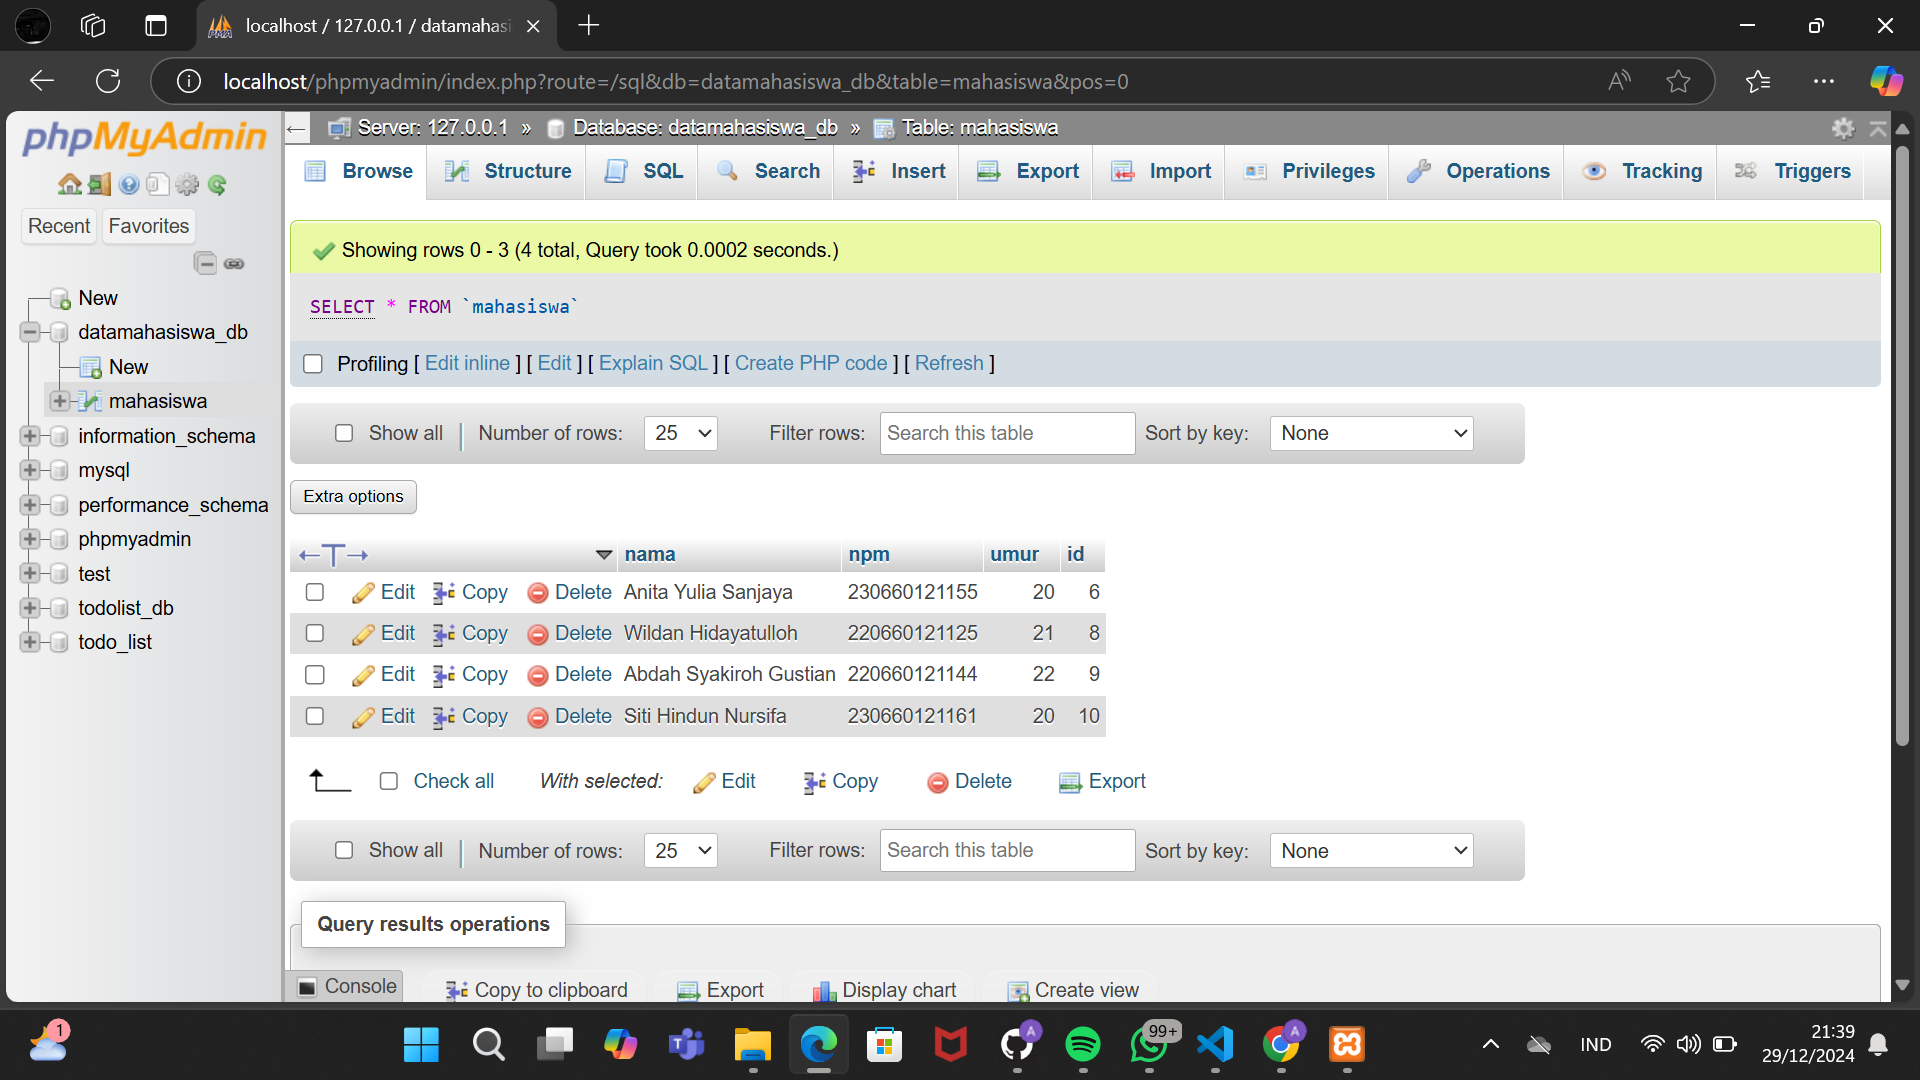 localhost / 127.0.0.1 / datamahasi
localhost/phpmyadmin/index.php?route=/sql&db=datamahasiswa_db&table=mahasiswa&pos=0
phpMyAdmin
Recent Favorites
New
datamahasiswa_db
New
mahasiswa
information_schema
mysql
performance_schema
phpmyadmin
test
todolist_db
todo_list
Server: 127.0.0.1 » Database: datamahasiswa_db » Table: mahasiswa
Browse Structure SQL Search Insert Export Import Privileges Operations Tracking Triggers
Showing rows 0 - 3 (4 total, Query took 0.0002 seconds.)
SELECT * FROM `mahasiswa`
Profiling [ Edit inline ] [ Edit ] [ Explain SQL ] [ Create PHP code ] [ Refresh ]
Show all | Number of rows: 25 Filter rows: Search this table Sort by key: None
Extra options
←T→ nama npm umur id
Edit Copy Delete Anita Yulia Sanjaya 230660121155 20 6
Edit Copy Delete Wildan Hidayatulloh 220660121125 21 8
Edit Copy Delete Abdah Syakiroh Gustian 220660121144 22 9
Edit Copy Delete Siti Hindun Nursifa 230660121161 20 10
Check all With selected: Edit Copy Delete Export
Show all | Number of rows: 25 Filter rows: Search this table Sort by key: None
Query results operations
Console Copy to clipboard Export Display chart Create view
1
A
99+
A
IND
21:39
29/12/2024